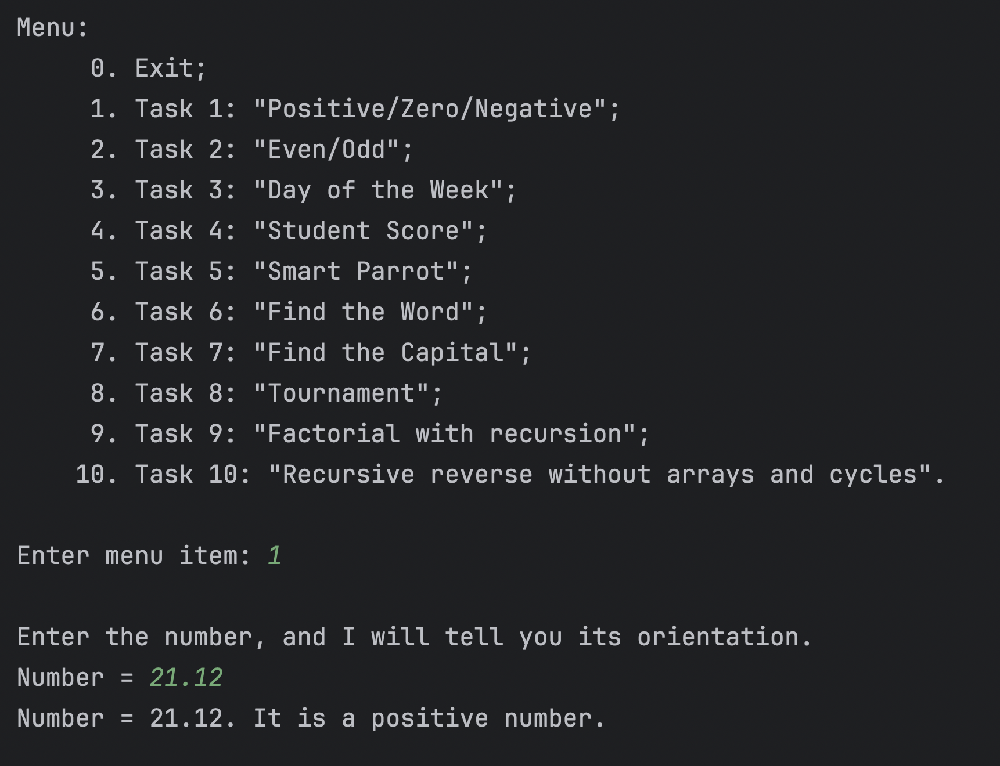 Menu:
0. Exit;
1. Task 1: "Positive/Zero/Negative";
2. Task 2: "Even/Odd";
3. Task 3: "Day of the Week";
4. Task 4: "Student Score";
5. Task 5: "Smart Parrot";
6. Task 6: "Find the Word";
7. Task 7: "Find the Capital";
8. Task 8: "Tournament";
9. Task 9: "Factorial with recursion";
10. Task 10: "Recursive reverse without arrays and cycles".
Enter menu item: 1
Enter the number, and I will tell you its orientation.
Number = 21.12
Number = 21.12. It is a positive number.